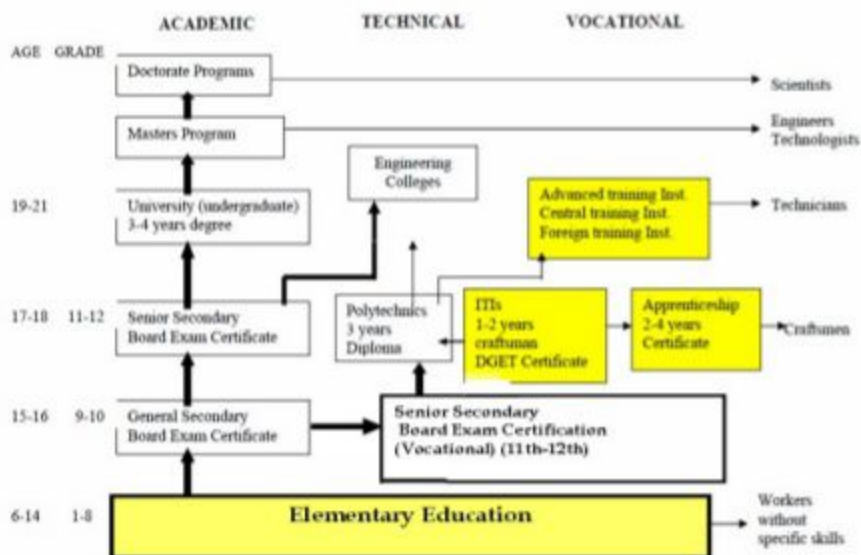 ACADEMIC TECHNICAL VOCATIONAL
AGE GRADE
Doctorate Programs
Scientists
Masters Program
Engineers
Technologists
Engineering
Colleges
19-21
University (undergraduate)
3-4 years degree
Advanced training Inst.
Central training Inst.
Foreign training Inst.
Technicians
17-18 11-12
Senior Secondary
Board Exam Certificate
Polytechnics
3 years
Diploma
ITIs
1-2 years
craftsman
DGET Certificate
Apprenticeship
2-4 years
Certificate
Craftsmen
15-16 9-10
General Secondary
Board Exam Certificate
Senior Secondary
Board Exam Certification
(Vocational) (11th-12th)
6-14 1-8
Elementary Education
Workers
without
specific skills